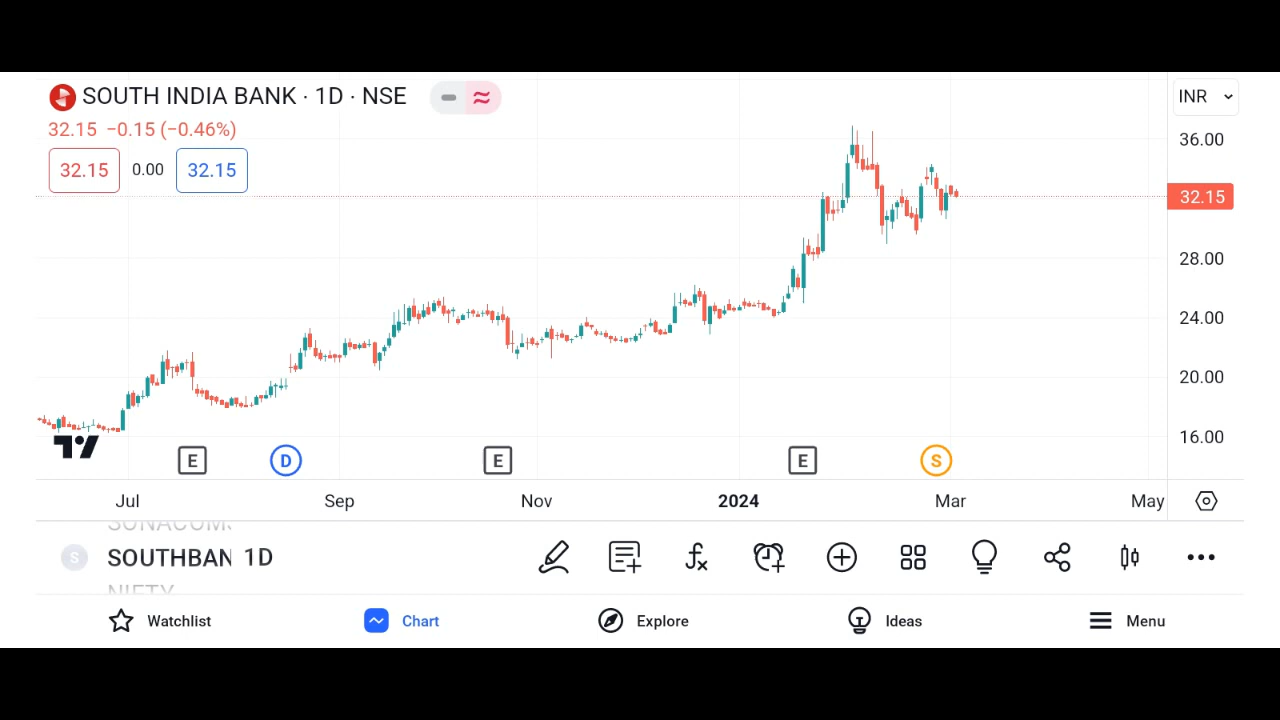 SOUTH INDIA BANK · 1D · NSE
INR
32.15 −0.15 (−0.46%)
32.15 0.00 32.15
36.00
32.15
28.00
24.00
20.00
16.00
E D E E S
Jul Sep Nov 2024 Mar May
SONACOMS
S SOUTHBAN 1D
NIFTY
Watchlist Chart Explore Ideas Menu